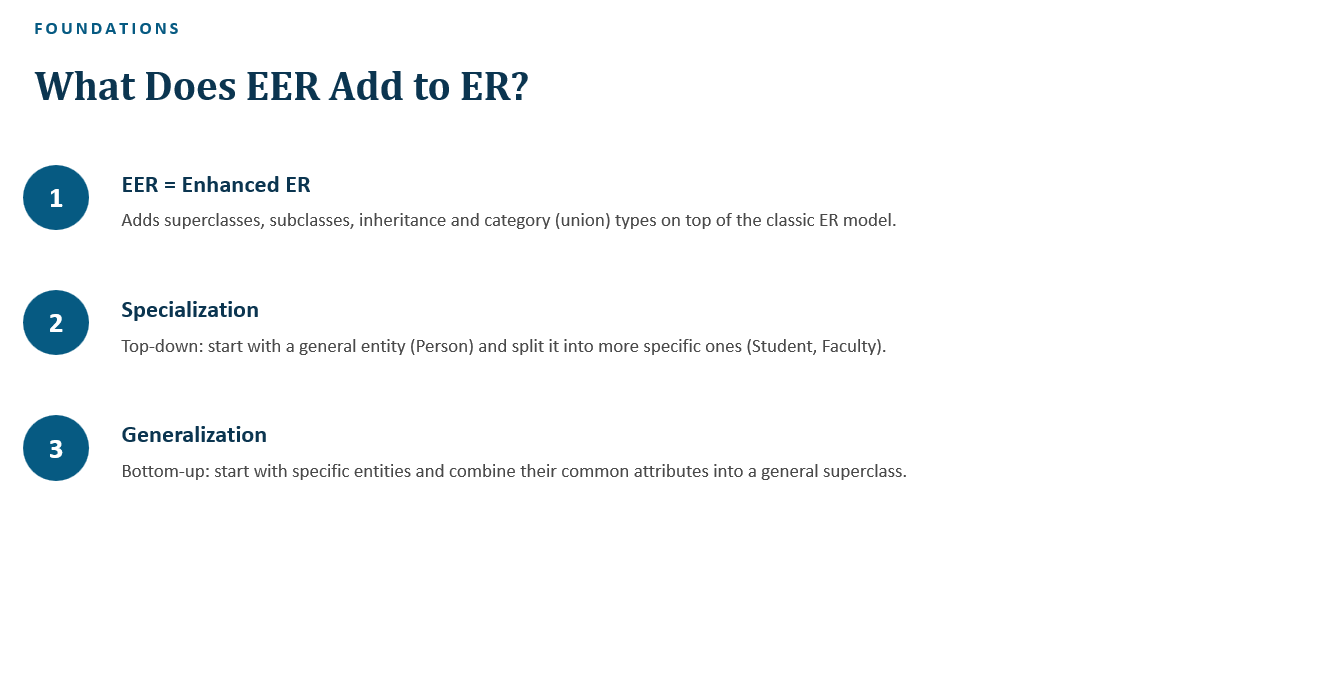 FOUNDATIONS
What Does EER Add to ER?
1
EER = Enhanced ER
Adds superclasses, subclasses, inheritance and category (union) types on top of the classic ER model.
2
Specialization
Top-down: start with a general entity (Person) and split it into more specific ones (Student, Faculty).
3
Generalization
Bottom-up: start with specific entities and combine their common attributes into a general superclass.